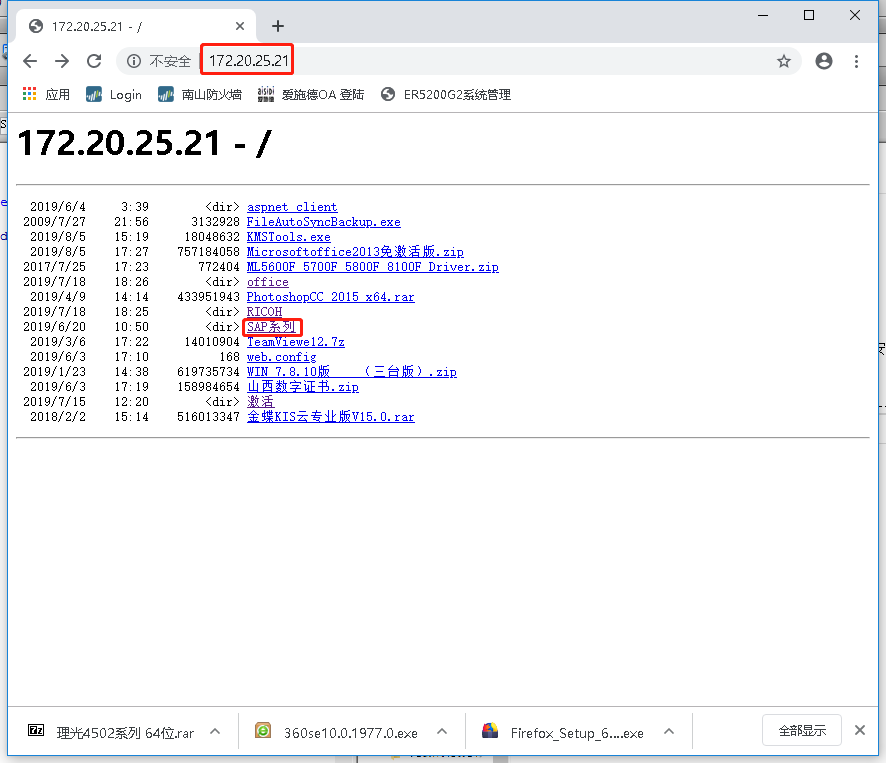 172.20.25.21 - /
不安全 172.20.25.21
应用 Login 南山防火墙 爱施德OA 登陆 ER5200G2系统管理
172.20.25.21 - /
2019/6/4 3:39 <dir> aspnet_client
2009/7/27 21:56 3132928 FileAutoSyncBackup.exe
2019/8/5 15:19 18048632 KMSTools.exe
2019/8/5 17:27 757184058 Microsoftoffice2013免激活版.zip
2017/7/25 17:23 772404 ML5600F_5700F_5800F_8100F_Driver.zip
2019/7/18 18:26 <dir> office
2019/4/9 14:14 433951943 PhotoshopCC_2015_x64.rar
2019/7/18 18:25 <dir> RICOH
2019/6/20 10:50 <dir> SAP系列
2019/3/6 17:22 14010904 TeamViewe12.7z
2019/6/3 17:10 168 web.config
2019/1/23 14:38 619735734 WIN_7.8.10版 （三台版）.zip
2019/6/3 17:19 158984654 山西数字证书.zip
2019/7/15 12:20 <dir> 激活
2018/2/2 15:14 516013347 金蝶KIS云专业版V15.0.rar
理光4502系列 64位.rar 360se10.0.1977.0.exe Firefox_Setup_6....exe 全部显示